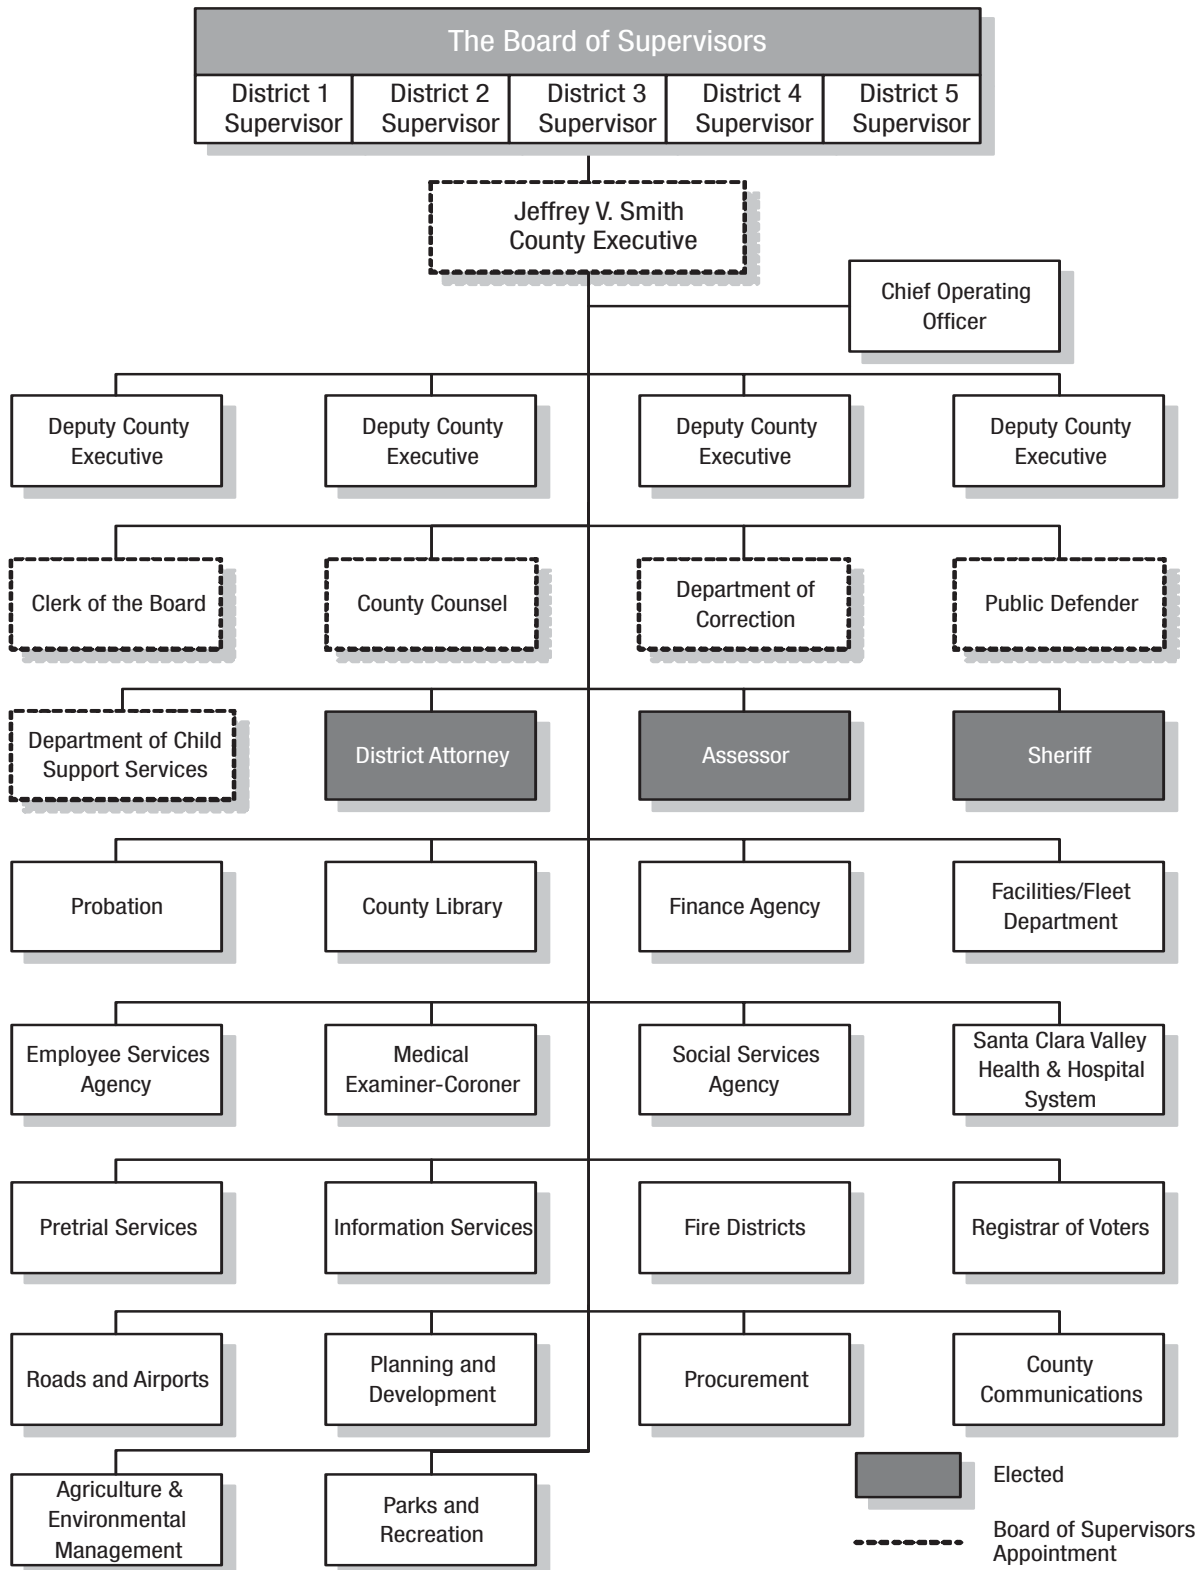 The Board of Supervisors
District 1
Supervisor
District 2
Supervisor
District 3
Supervisor
District 4
Supervisor
District 5
Supervisor
Jeffrey V. Smith
County Executive
Chief Operating
Officer
Deputy County
Executive
Deputy County
Executive
Deputy County
Executive
Deputy County
Executive
Clerk of the Board
County Counsel
Department of
Correction
Public Defender
Department of Child
Support Services
District Attorney
Assessor
Sheriff
Probation
County Library
Finance Agency
Facilities/Fleet
Department
Employee Services
Agency
Medical
Examiner-Coroner
Social Services
Agency
Santa Clara Valley
Health & Hospital
System
Pretrial Services
Information Services
Fire Districts
Registrar of Voters
Roads and Airports
Planning and
Development
Procurement
County
Communications
Agriculture &
Environmental
Management
Parks and
Recreation
Elected
Board of Supervisors
Appointment